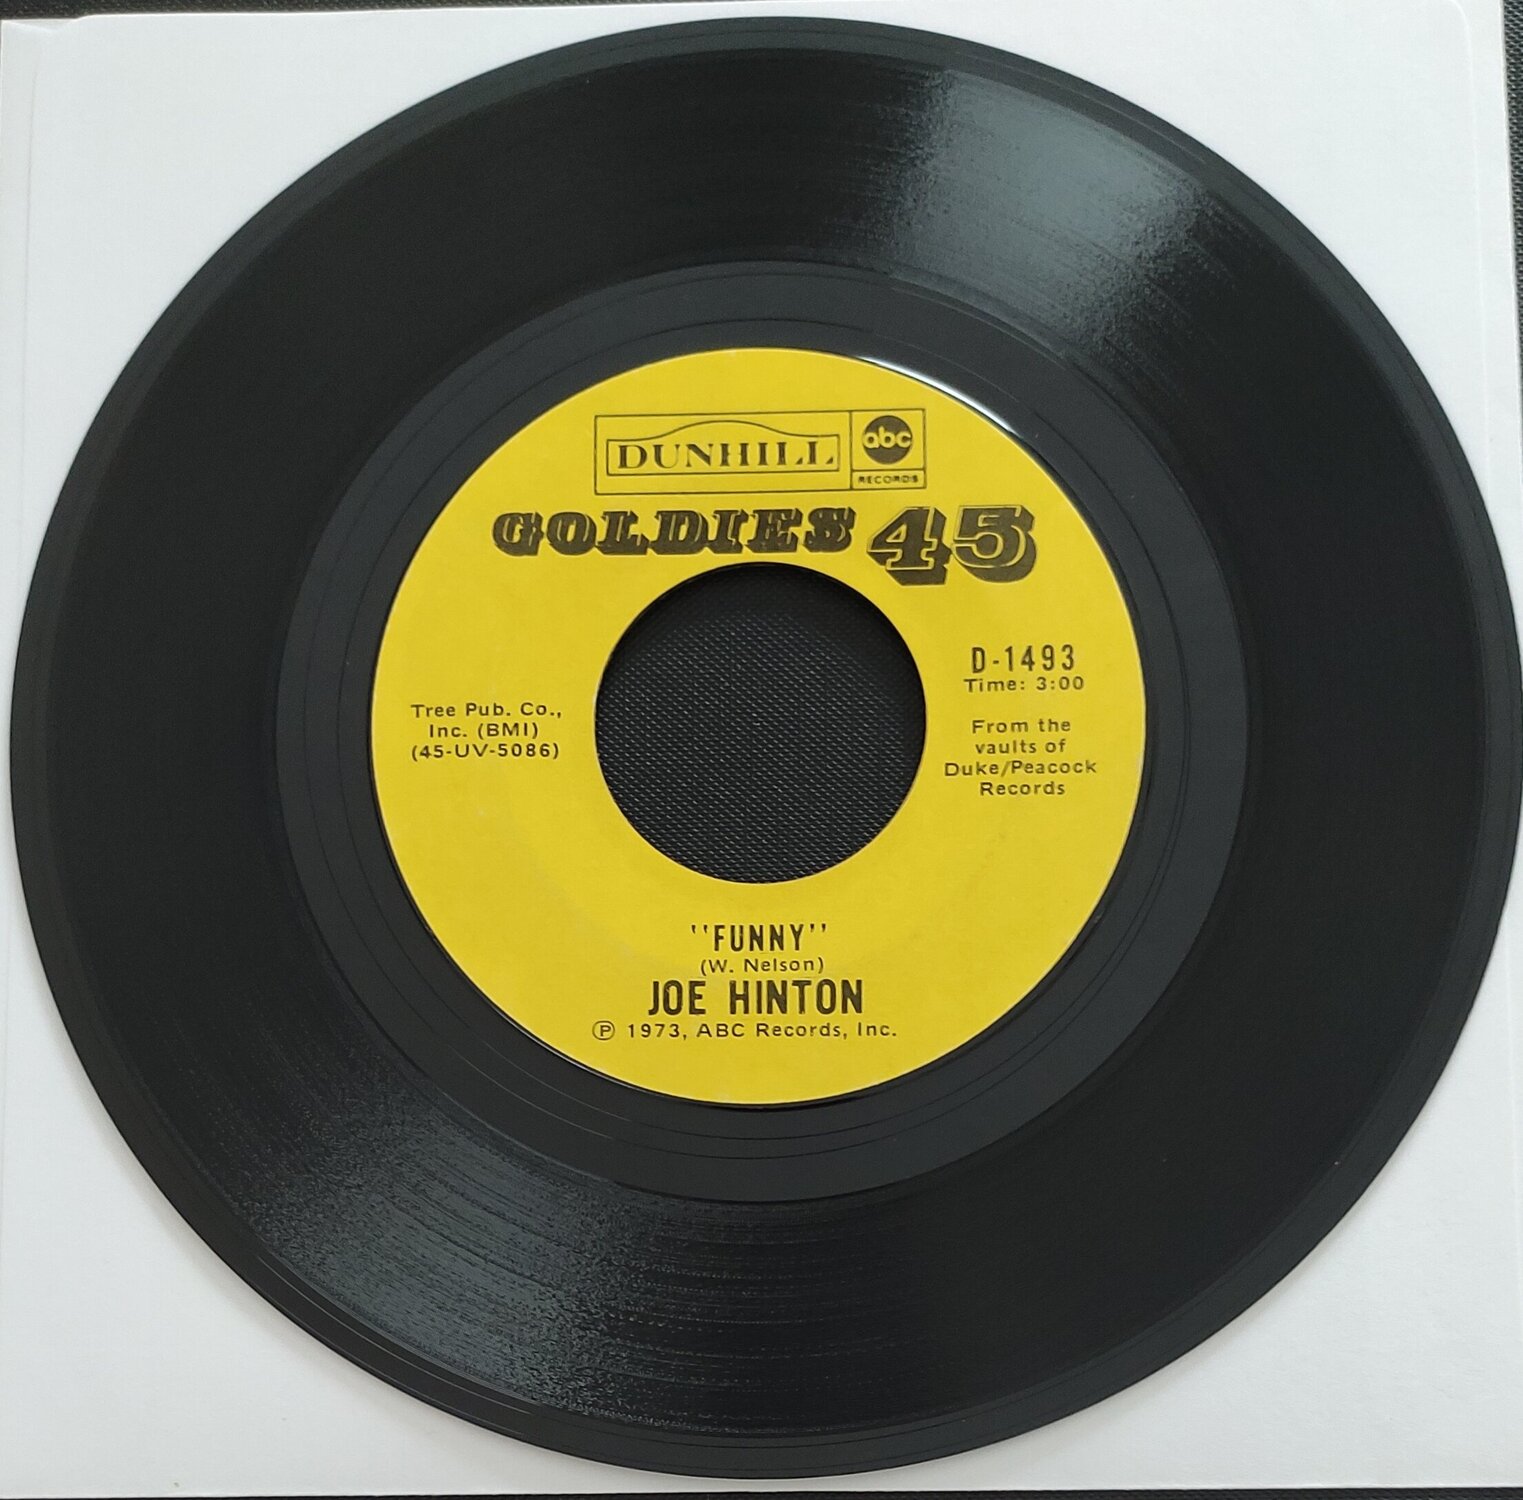 DUNHILL
abc
RECORDS
GOLDIES 45
D-1493
Time: 3:00
From the
vaults of
Duke/Peacock
Records
Tree Pub. Co.,
Inc. (BMI)
(45-UV-5086)
"FUNNY"
(W. Nelson)
JOE HINTON
℗ 1973, ABC Records, Inc.